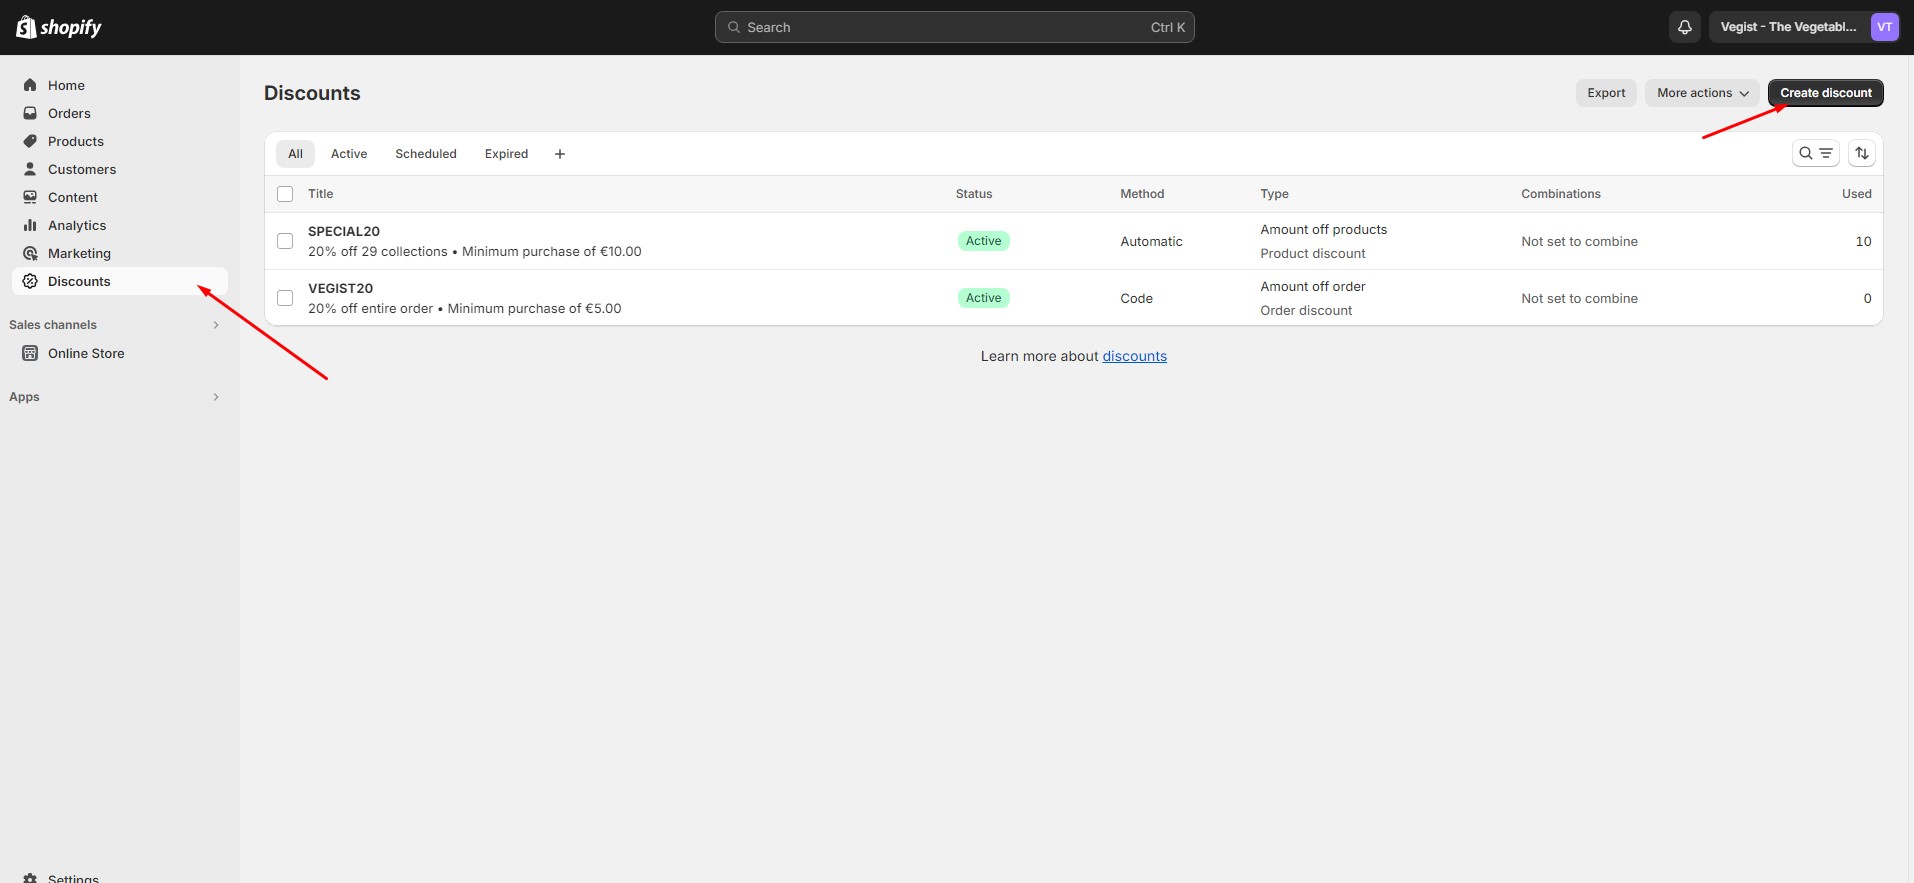 shopify
Search
Ctrl K
Vegist - The Vegetabl...
VT
Home
Orders
Products
Customers
Content
Analytics
Marketing
Discounts
Sales channels
Online Store
Apps
Settings
Discounts
Export
More actions
Create discount
All Active Scheduled Expired +
Title Status Method Type Combinations Used
SPECIAL20
20% off 29 collections • Minimum purchase of €10.00
Active
Automatic
Amount off products
Product discount
Not set to combine
10
VEGIST20
20% off entire order • Minimum purchase of €5.00
Active
Code
Amount off order
Order discount
Not set to combine
0
Learn more about discounts